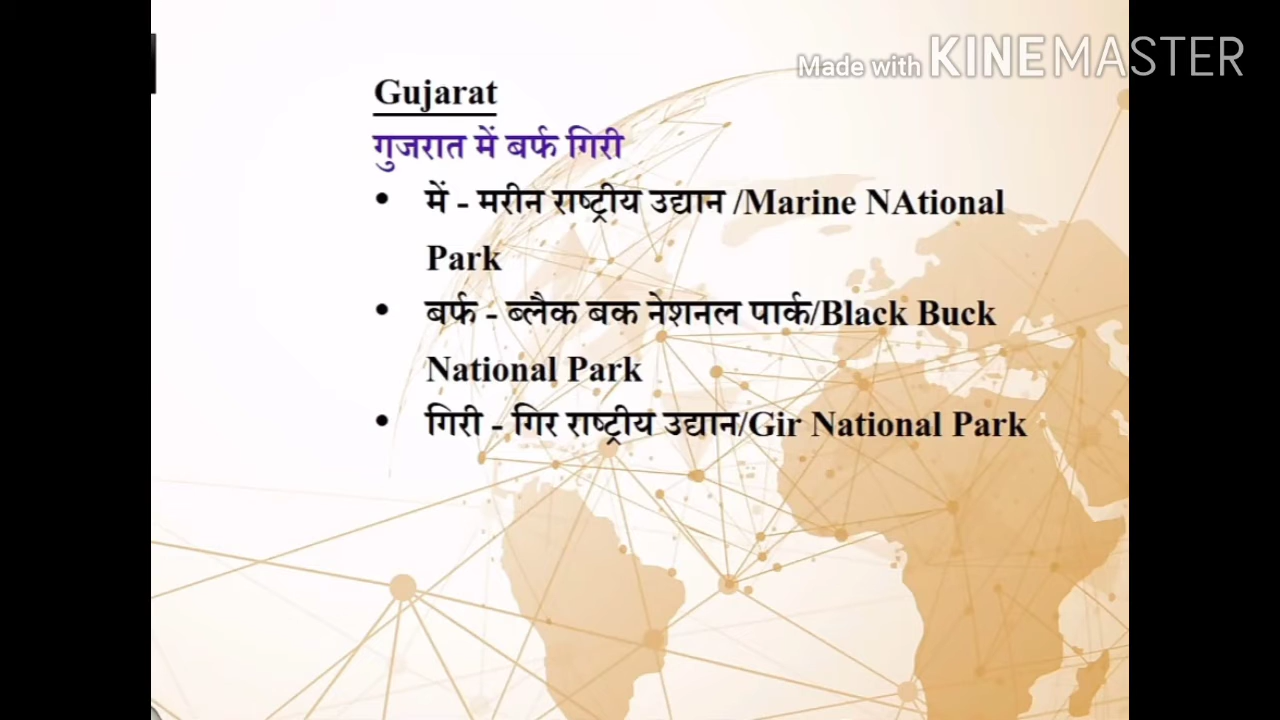 Made with KINEMASTER
Gujarat
गुजरात में बर्फ गिरी
• में - मरीन राष्ट्रीय उद्यान /Marine NAtional
Park
• बर्फ - ब्लैक बक नेशनल पार्क/Black Buck
National Park
• गिरी - गिर राष्ट्रीय उद्यान/Gir National Park